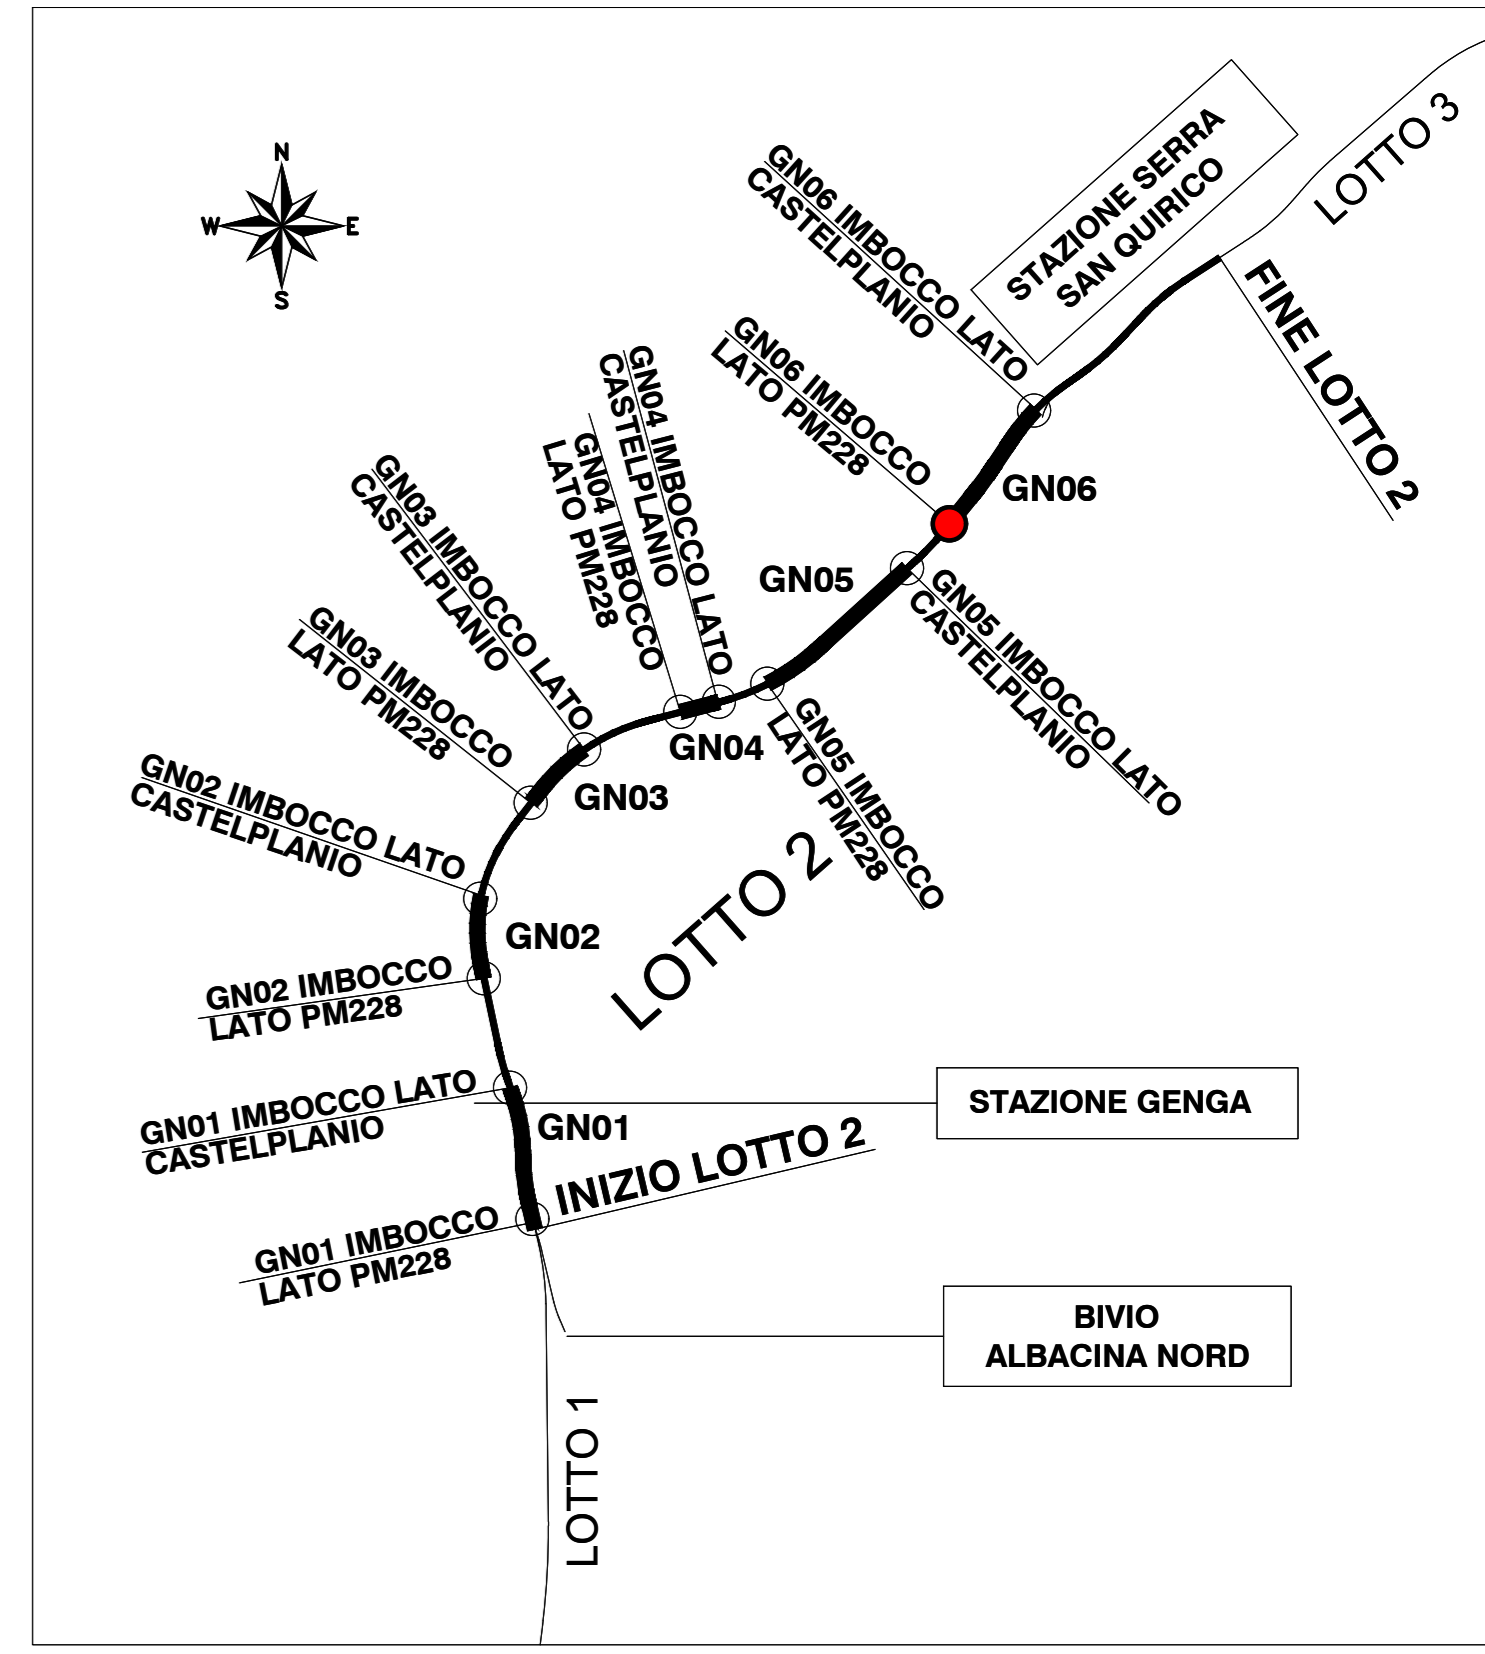 N
W
E
S
LOTTO 3
STAZIONE SERRA
SAN QUIRICO
GN06 IMBOCCO LATO
CASTELPLANIO
FINE LOTTO 2
GN06 IMBOCCO
LATO PM228
GN06
GN04 IMBOCCO LATO
CASTELPLANIO
GN04 IMBOCCO
LATO PM228
GN03 IMBOCCO LATO
CASTELPLANIO
GN05
GN05 IMBOCCO LATO
CASTELPLANIO
GN03 IMBOCCO
LATO PM228
GN04
GN05 IMBOCCO
LATO PM228
GN03
GN02 IMBOCCO LATO
CASTELPLANIO
LOTTO 2
GN02
GN02 IMBOCCO
LATO PM228
GN01 IMBOCCO LATO
CASTELPLANIO
STAZIONE GENGA
GN01
INIZIO LOTTO 2
GN01 IMBOCCO
LATO PM228
BIVIO
ALBACINA NORD
LOTTO 1